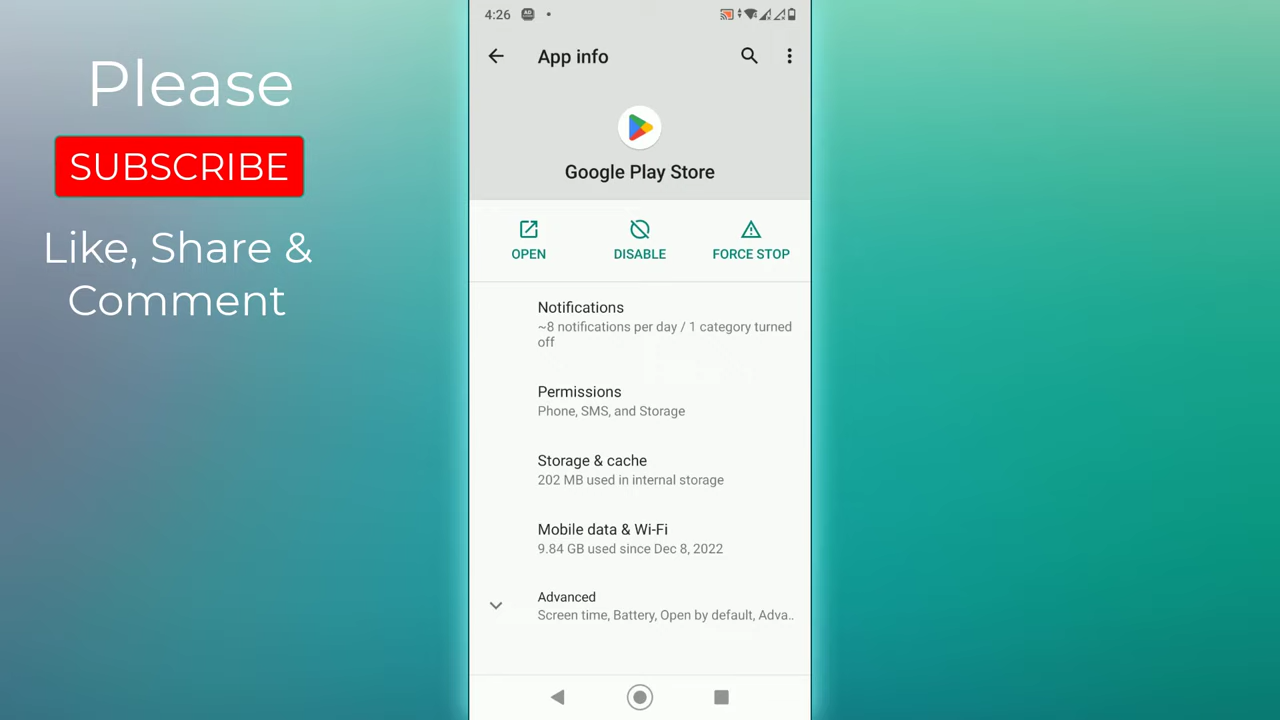 Please
SUBSCRIBE
Like, Share &
Comment
4:26
App info
Google Play Store
OPEN
DISABLE
FORCE STOP
Notifications
~8 notifications per day / 1 category turned
off
Permissions
Phone, SMS, and Storage
Storage & cache
202 MB used in internal storage
Mobile data & Wi-Fi
9.84 GB used since Dec 8, 2022
Advanced
Screen time, Battery, Open by default, Adva..